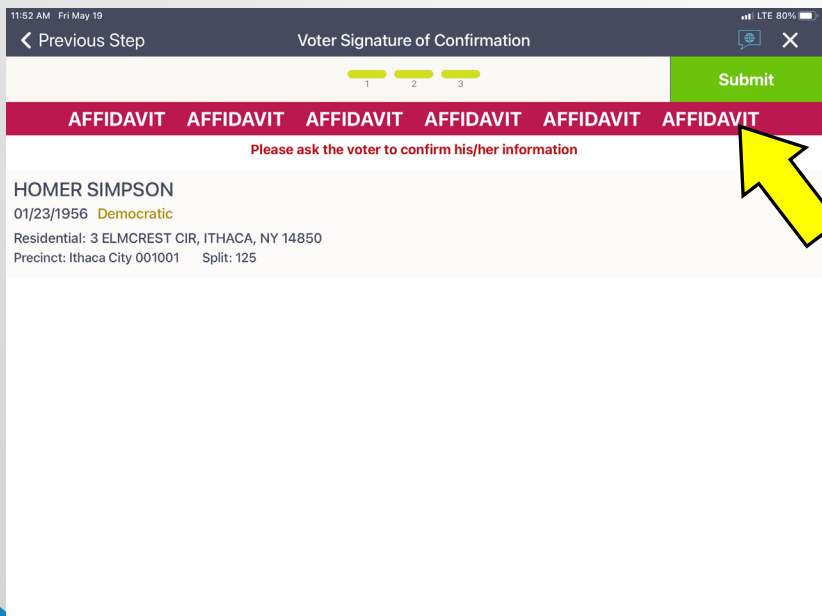 11:52 AM Fri May 19 LTE 80%
Previous Step Voter Signature of Confirmation
1 2 3 Submit
AFFIDAVIT AFFIDAVIT AFFIDAVIT AFFIDAVIT AFFIDAVIT AFFIDAVIT
Please ask the voter to confirm his/her information
HOMER SIMPSON
01/23/1956 Democratic
Residential: 3 ELMCREST CIR, ITHACA, NY 14850
Precinct: Ithaca City 001001 Split: 125